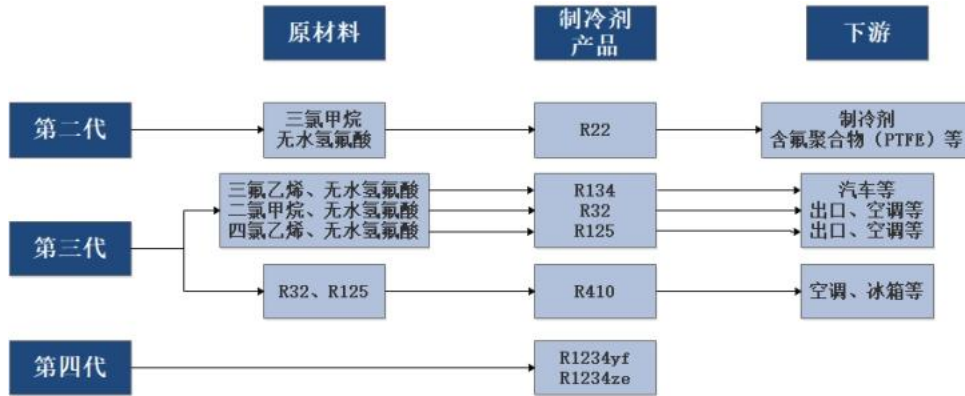 原材料
制冷剂
产品
下游
第二代
三氯甲烷
无水氢氟酸
R22
制冷剂
含氟聚合物（PTFE）等
第三代
三氟乙烯、无水氢氟酸
二氯甲烷、无水氢氟酸
四氯乙烯、无水氢氟酸
R134
R32
R125
汽车等
出口、空调等
出口、空调等
R32、R125
R410
空调、冰箱等
第四代
R1234yf
R1234ze